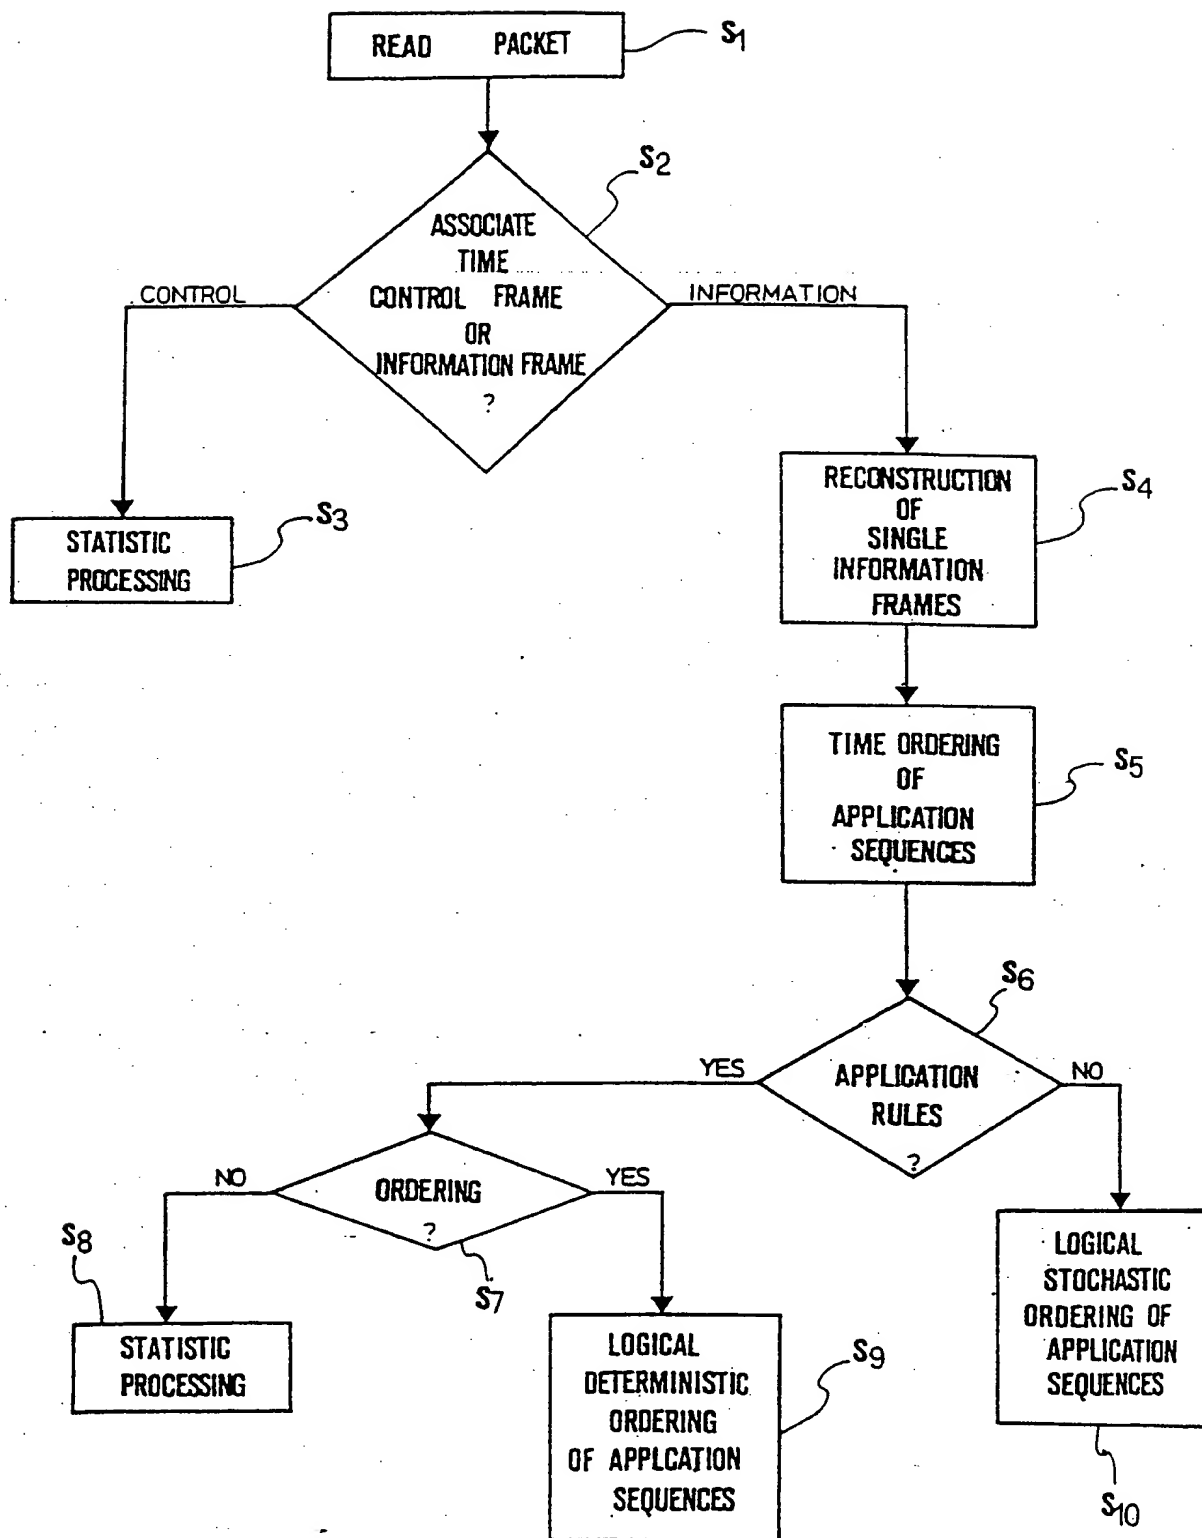 READ PACKET
S1
S2
ASSOCIATE
TIME
CONTROL FRAME
OR
INFORMATION FRAME
?
CONTROL
INFORMATION
S3
STATISTIC
PROCESSING
S4
RECONSTRUCTION
OF
SINGLE
INFORMATION
FRAMES
S5
TIME ORDERING
OF
APPLICATION
SEQUENCES
S6
APPLICATION
RULES
?
YES
NO
ORDERING
?
NO
YES
S7
S8
STATISTIC
PROCESSING
S9
LOGICAL
DETERMINISTIC
ORDERING
OF APPLCATION
SEQUENCES
LOGICAL
STOCHASTIC
ORDERING OF
APPLICATION
SEQUENCES
S10